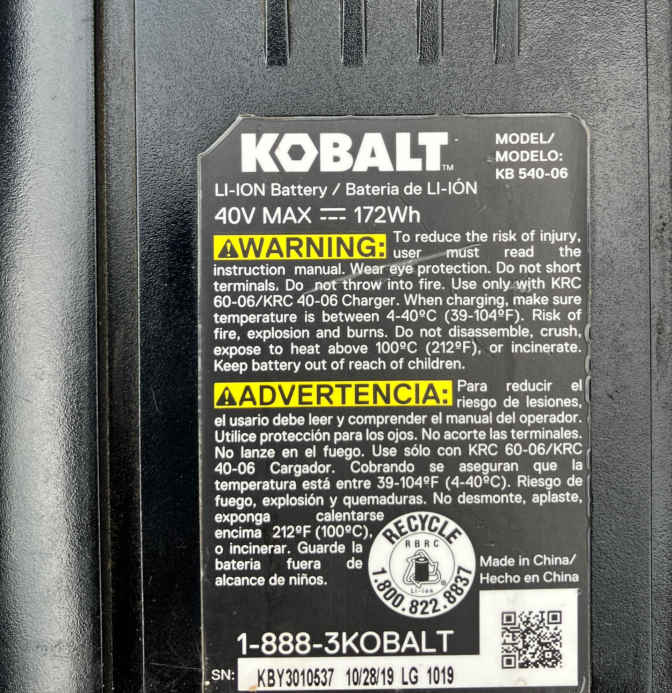 KOBALT™
MODEL/
MODELO:
KB 540-06
LI-ION Battery / Bateria de LI-IÓN
40V MAX ⎓ 172Wh
WARNING: To reduce the risk of injury,
user must read the
instruction manual. Wear eye protection. Do not short
terminals. Do not throw into fire. Use only with KRC
60-06/KRC 40-06 Charger. When charging, make sure
temperature is between 4-40ºC (39-104ºF). Risk of
fire, explosion and burns. Do not disassemble, crush,
expose to heat above 100ºC (212ºF), or incinerate.
Keep battery out of reach of children.
ADVERTENCIA: Para reducir el
riesgo de lesiones,
el usario debe leer y comprender el manual del operador.
Utilice protección para los ojos. No acorte las terminales.
No lanze en el fuego. Use sólo con KRC 60-06/KRC
40-06 Cargador. Cobrando se aseguran que la
temperatura está entre 39-104ºF (4-40ºC). Riesgo de
fuego, explosión y quemaduras. No desmonte, aplaste,
exponga calentarse
encima 212ºF (100ºC),
o incinerar. Guarde la
bateria fuera de
alcance de niños.
RECYCLE
RBRC
Li-ion
1.800.822.8837
Made in China/
Hecho en China
1-888-3KOBALT
SN: KBY3010537 10/28/19 LG 1019